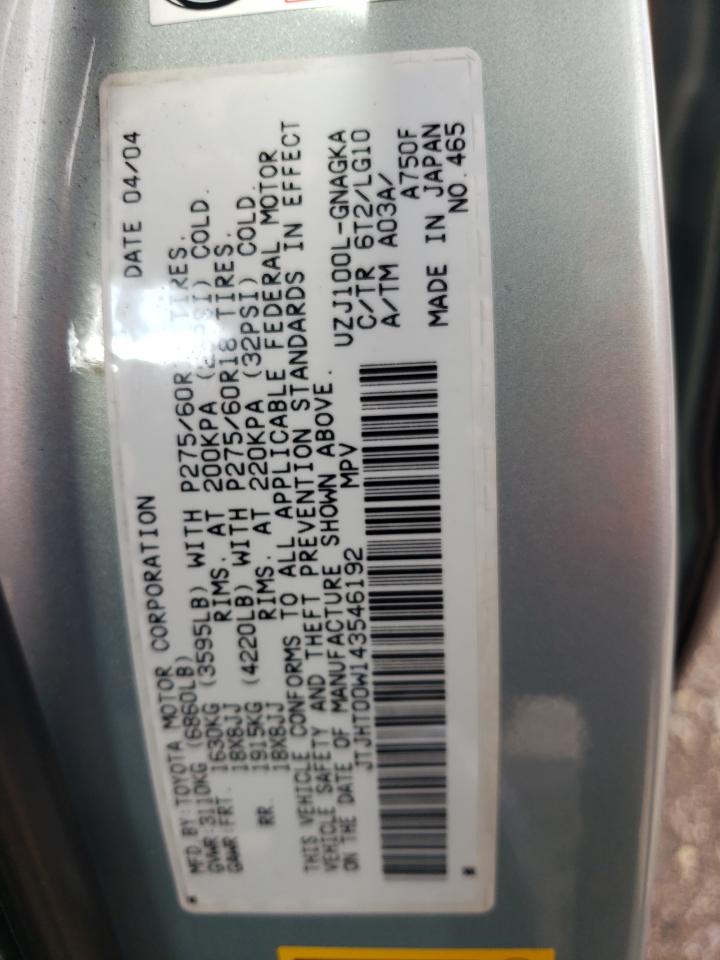 MFD. BY: TOYOTA MOTOR CORPORATION DATE 04/04
GVWR: 3110KG (6860LB)
GAWR: FRT. 1630KG (3595LB) WITH P275/60R TIRES.
18X8JJ RIMS. AT 200KPA COLD.
RR. 1915KG (4220LB) WITH P275/60R18 TIRES.
18X8JJ RIMS. AT 220KPA (32PSI) COLD.
THIS VEHICLE CONFORMS TO ALL APPLICABLE FEDERAL MOTOR
VEHICLE SAFETY AND THEFT PREVENTION STANDARDS IN EFFECT
ON THE DATE OF MANUFACTURE SHOWN ABOVE.
JTJHT00W143546192 MPV
UZJ100L-GNAGKA
C/TR 6T2/LG10
A/TM A03A/
A750F
MADE IN JAPAN
NO. 465